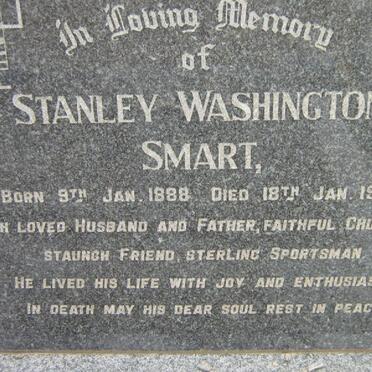 In Loving Memory
of
STANLEY WASHINGTON
SMART,
BORN 9TH JAN. 1888 DIED 18TH JAN. 19
LOVED HUSBAND AND FATHER, FAITHFUL
STAUNCH FRIEND, STERLING SPORTSMAN
HE LIVED HIS LIFE WITH JOY AND ENTHUSIAS
IN DEATH MAY HIS DEAR SOUL REST IN PEAC